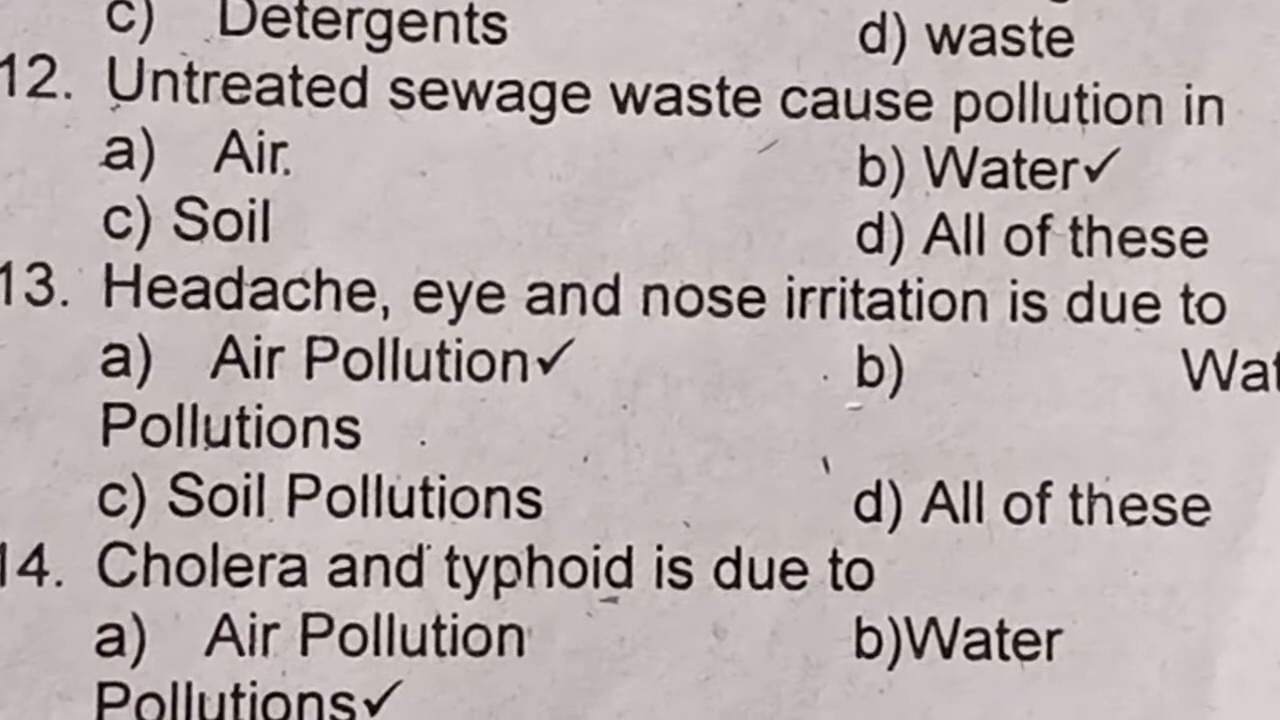 c) Detergents d) waste
12. Untreated sewage waste cause pollution in
a) Air. b) Water✓
c) Soil d) All of these
13. Headache, eye and nose irritation is due to
a) Air Pollution✓ b) Wat
Pollutions
c) Soil Pollutions d) All of these
14. Cholera and typhoid is due to
a) Air Pollution b)Water
Pollutions✓